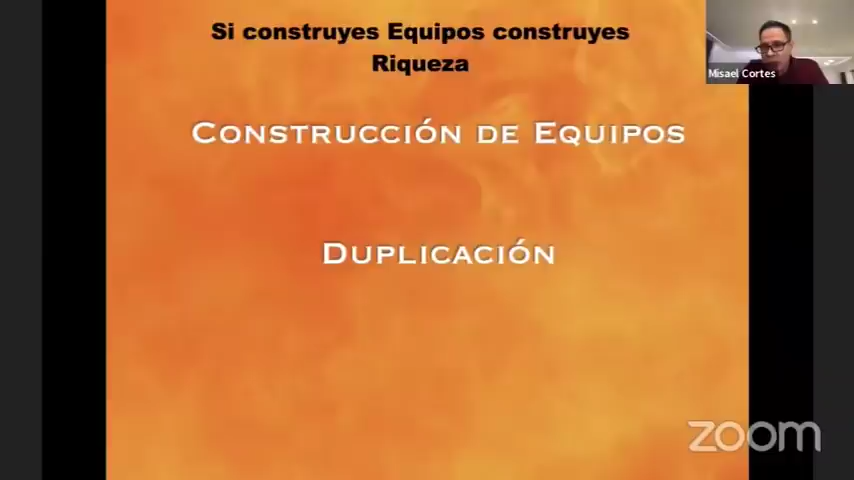 Si construyes Equipos construyes
Riqueza
Misael Cortes
CONSTRUCCIÓN DE EQUIPOS
DUPLICACIÓN
zoom